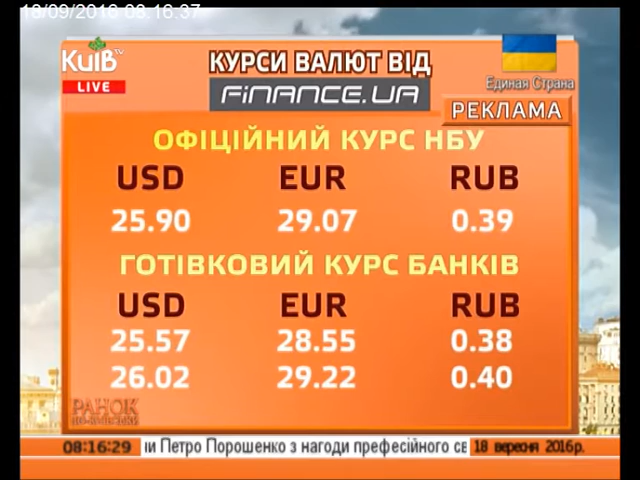 18/09/2016 08:16:37
КиїВ TV
LIVE
КУРСИ ВАЛЮТ ВІД
FiNANCE.UA
Единая Страна
РЕКЛАМА
ОФІЦІЙНИЙ КУРС НБУ
USD EUR RUB
25.90 29.07 0.39
ГОТІВКОВИЙ КУРС БАНКІВ
USD EUR RUB
25.57 28.55 0.38
26.02 29.22 0.40
РАНОК
08:16:29 ии Петро Порошенко з нагоди префесійного св 18 вересня 2016р.